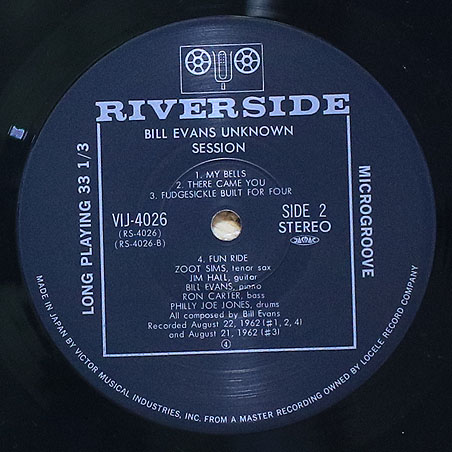 RIVERSIDE
BILL EVANS UNKNOWN
SESSION
1. MY BELLS
2. THERE CAME YOU
3. FUDGESICKLE BUILT FOR FOUR
VIJ-4026
(RS-4026)
(RS-4026-B)
SIDE 2
STEREO
4. FUN RIDE
ZOOT SIMS, tenor sax
JIM HALL, guitar
BILL EVANS, piano
RON CARTER, bass
PHILLY JOE JONES, drums
All composed by Bill Evans
Recorded August 22, 1962 (#1, 2, 4)
and August 21, 1962 (#3)
4
LONG PLAYING 33 1/3
MICROGROOVE
MADE IN JAPAN BY VICTOR MUSICAL INDUSTRIES, INC. FROM A MASTER RECORDING OWNED BY LOCELE RECORD COMPANY